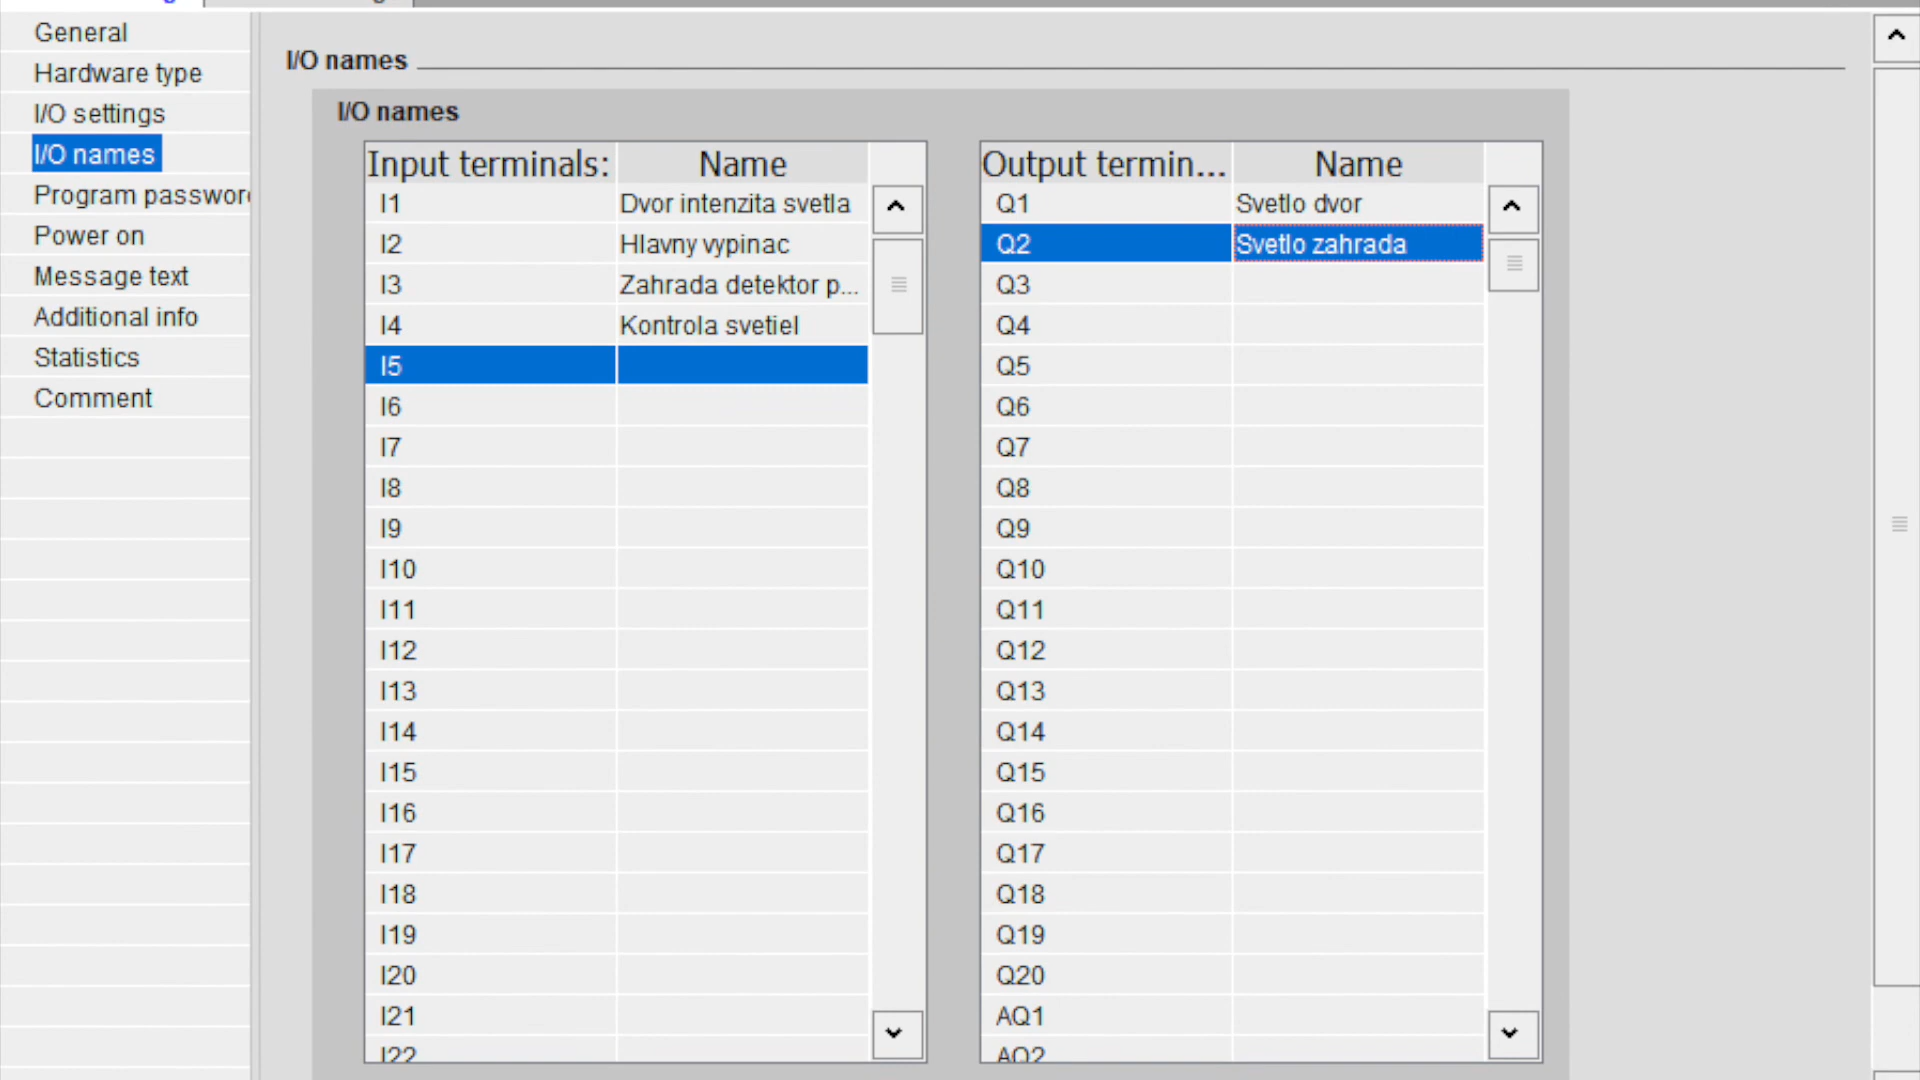 General
Hardware type
I/O settings
I/O names
Program password
Power on
Message text
Additional info
Statistics
Comment
I/O names
I/O names
Input terminals: Name
I1 Dvor intenzita svetla
I2 Hlavny vypinac
I3 Zahrada detektor p...
I4 Kontrola svetiel
I5
I6
I7
I8
I9
I10
I11
I12
I13
I14
I15
I16
I17
I18
I19
I20
I21
I22
Output termin... Name
Q1 Svetlo dvor
Q2 Svetlo zahrada
Q3
Q4
Q5
Q6
Q7
Q8
Q9
Q10
Q11
Q12
Q13
Q14
Q15
Q16
Q17
Q18
Q19
Q20
AQ1
AQ2